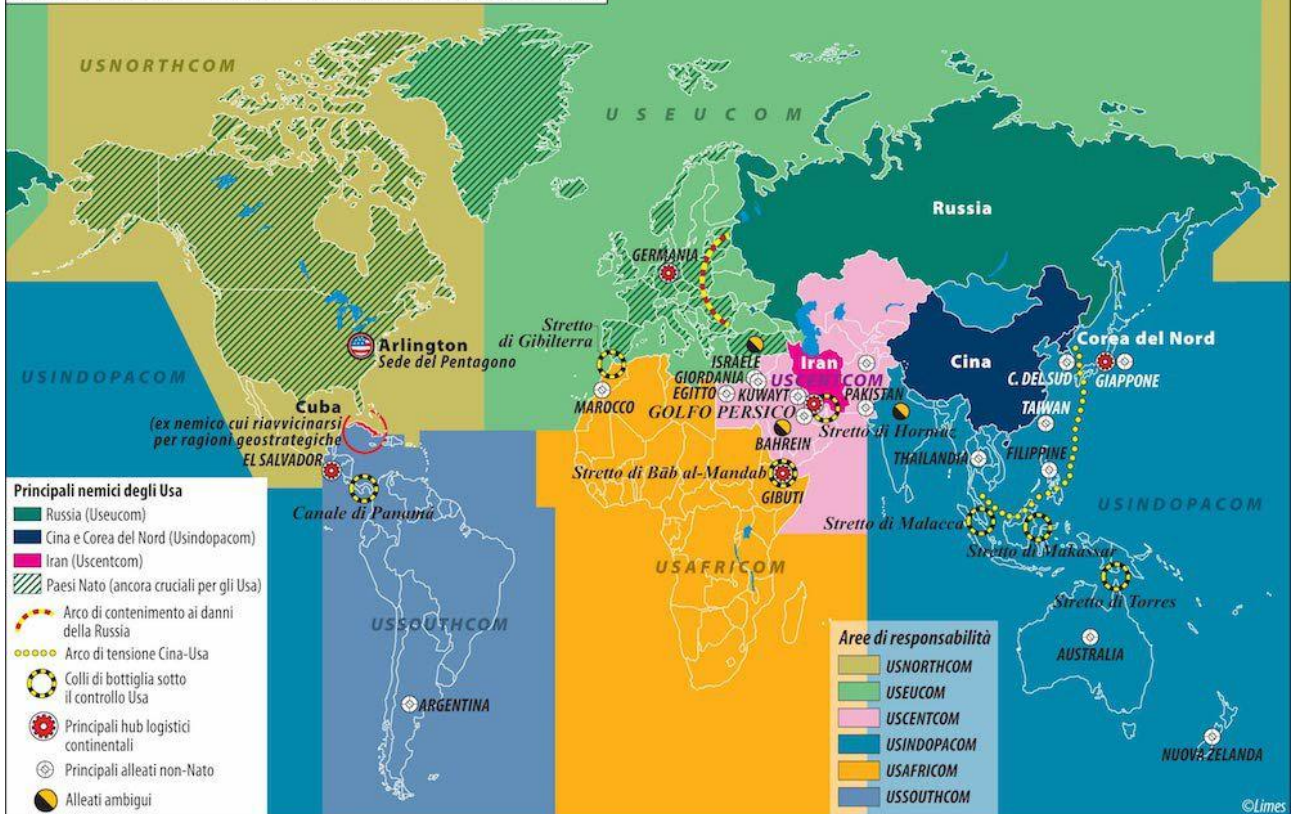 USNORTHCOM
USEUCOM
Russia
GERMANIA
Stretto
di Gibilterra
Arlington
Sede del Pentagono
USINDOPACOM
Cuba
(ex nemico cui riavvicinarsi
per ragioni geostrategiche
EL SALVADOR
Canale di Panamá
MAROCCO
ISRAELE
GIORDANIA
EGITTO
KUWAYT
Iran
USCENTCOM
GOLFO PERSICO
PAKISTAN
BAHREIN
Stretto di Hormuz
Stretto di Bāb al-Mandab
GIBUTI
Cina
Corea del Nord
C. DEL SUD
GIAPPONE
TAIWAN
THAILANDIA
FILIPPINE
USINDOPACOM
Stretto di Malacca
Stretto di Makassar
Stretto di Torres
USAFRICOM
USSOUTHCOM
ARGENTINA
AUSTRALIA
NUOVA ZELANDA
Principali nemici degli Usa
Russia (Useucom)
Cina e Corea del Nord (Usindopacom)
Iran (Uscentcom)
Paesi Nato (ancora cruciali per gli Usa)
Arco di contenimento ai danni
della Russia
Arco di tensione Cina-Usa
Colli di bottiglia sotto
il controllo Usa
Principali hub logistici
continentali
Principali alleati non-Nato
Alleati ambigui
Aree di responsabilità
USNORTHCOM
USEUCOM
USCENTCOM
USINDOPACOM
USAFRICOM
USSOUTHCOM
©Limes